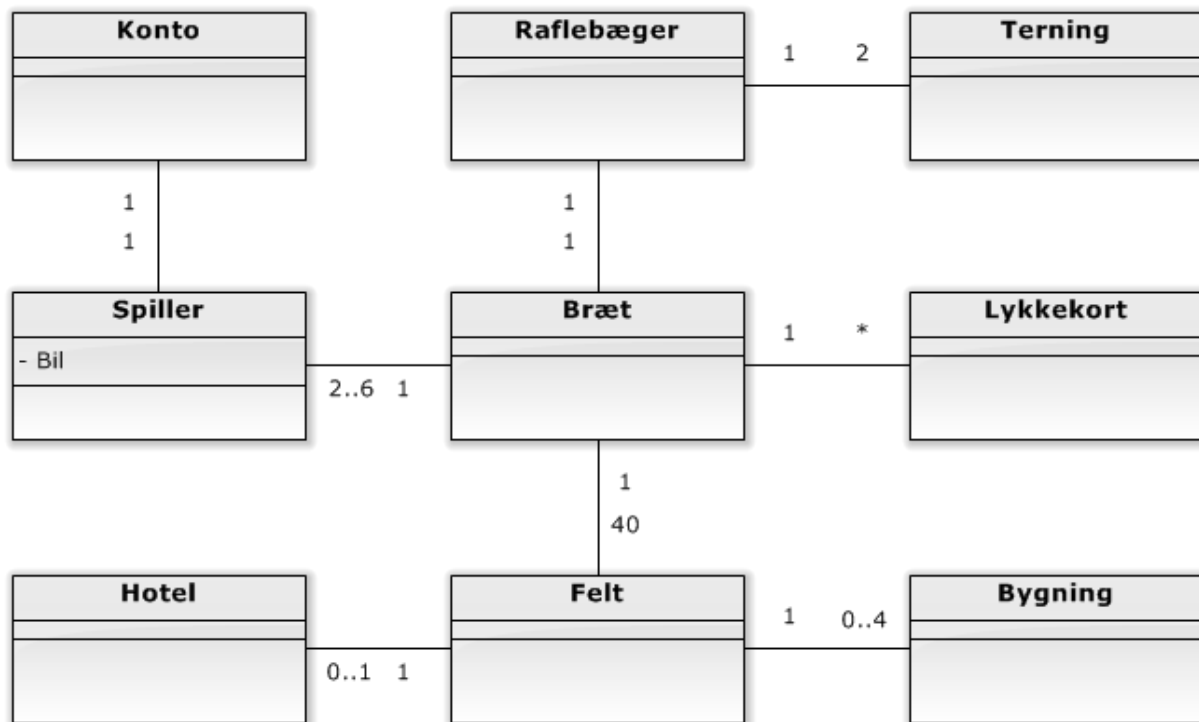 Konto
Raflebæger
Terning
1 2
1
1
1
1
Spiller
Bræt
Lykkekort
- Bil
1 *
2..6 1
1
40
Hotel
Felt
Bygning
1 0..4
0..1 1